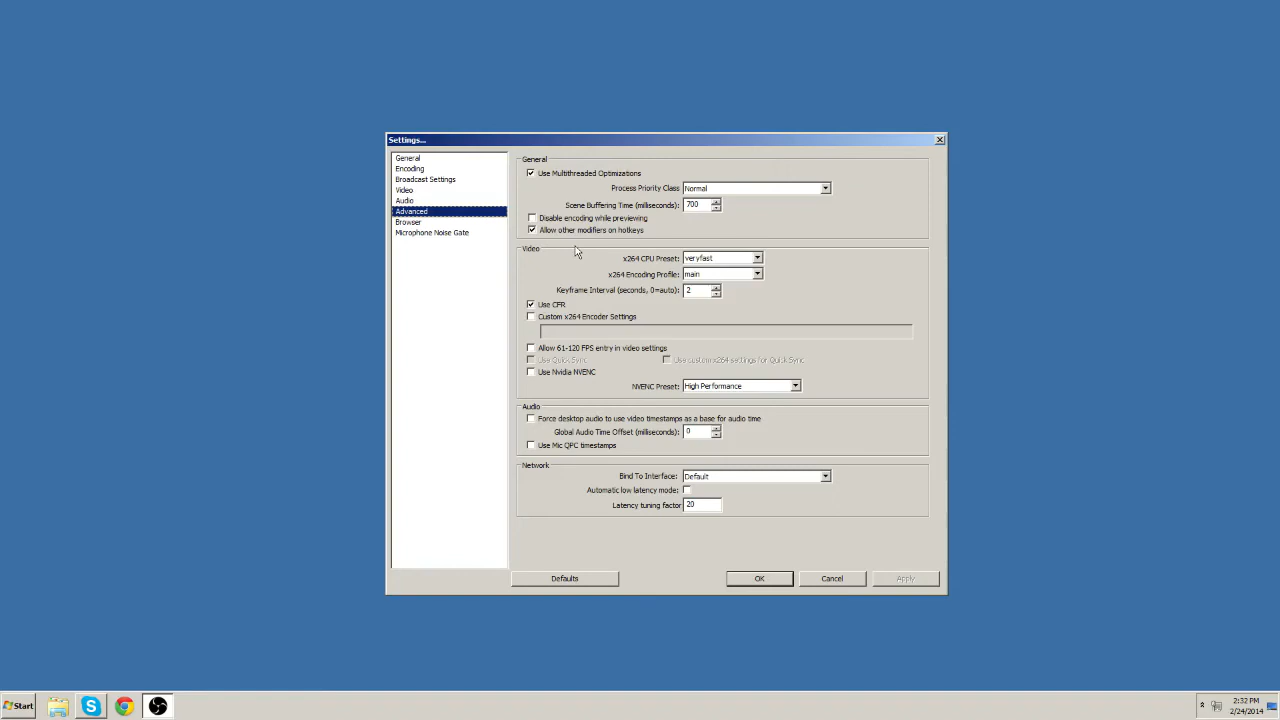 Settings...
General
Encoding
Broadcast Settings
Video
Audio
Advanced
Browser
Microphone Noise Gate
General
Use Multithreaded Optimizations
Process Priority Class Normal
Scene Buffering Time (miliseconds): 700
Disable encoding while previewing
Allow other modifiers on hotkeys
Video
x264 CPU Preset: veryfast
x264 Encoding Profile: main
Keyframe Interval (seconds, 0=auto): 2
Use CFR
Custom x264 Encoder Settings
Allow 61-120 FPS entry in video settings
Use Quick Sync Use custom x264 settings for Quick Sync
Use Nvidia NVENC
NVENC Preset: High Performance
Audio
Force desktop audio to use video timestamps as a base for audio time
Global Audio Time Offset (miliseconds): 0
Use Mic QPC timestamps
Network
Bind To Interface: Default
Automatic low latency mode:
Latency tuning factor 20
Defaults OK Cancel Apply
Start
2:32 PM
2/24/2014